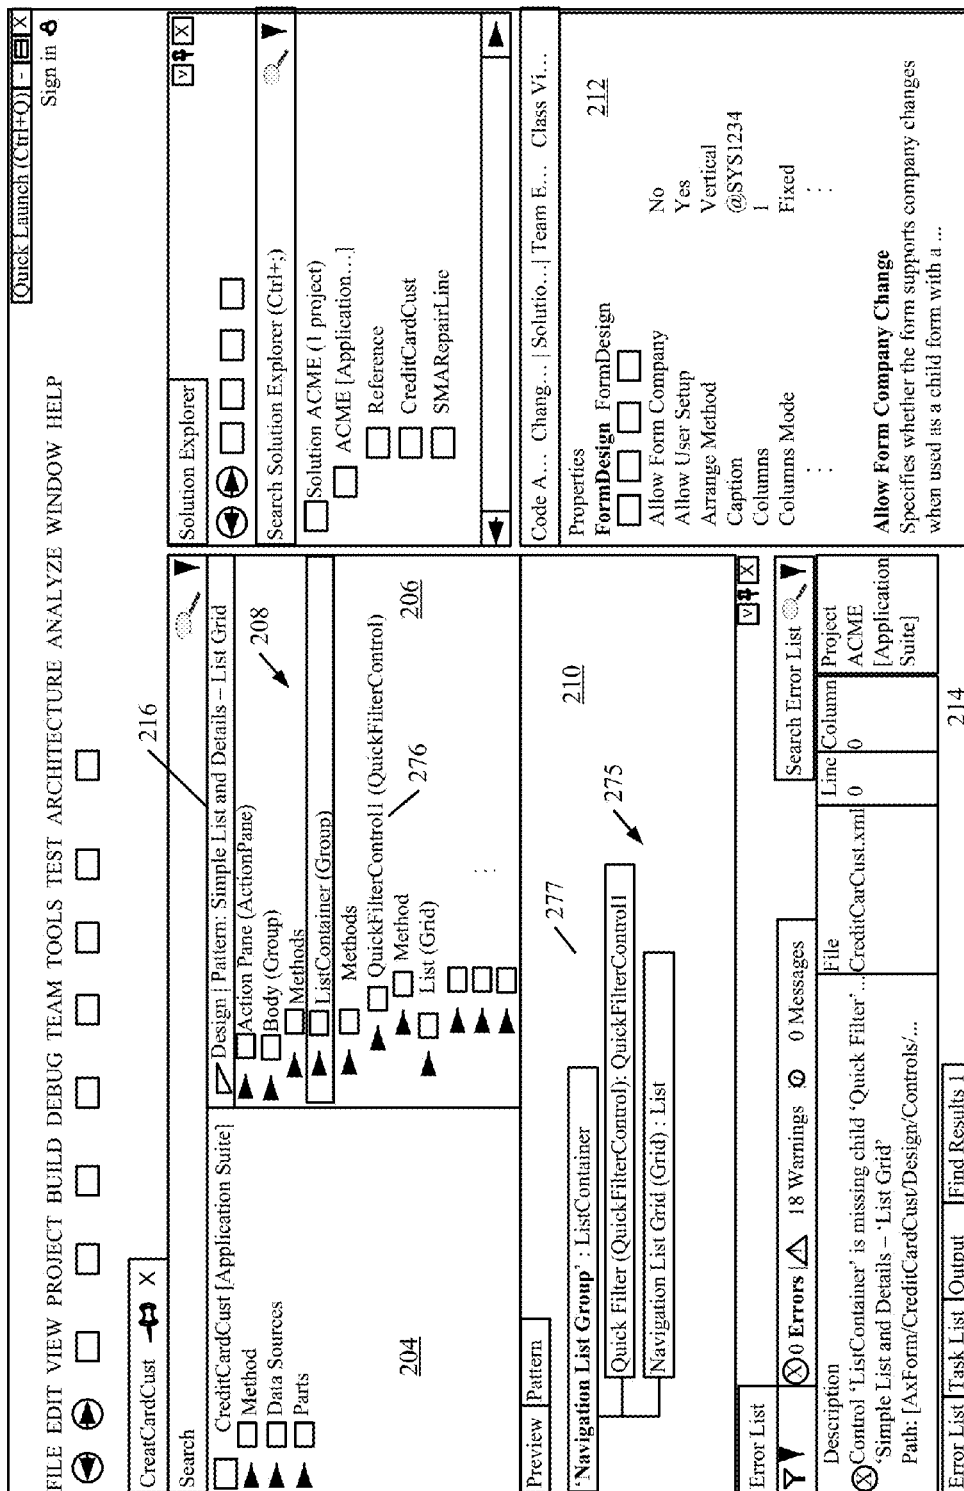 Quick Launch (Ctrl+Q) - X
FILE EDIT VIEW PROJECT BUILD DEBUG TEAM TOOLS TEST ARCHITECTURE ANALYZE WINDOW HELP
Sign in
CreatCardCust X
216
Search
CreditCardCust [Application Suite]
Method
Data Sources
Parts
204
Design | Pattern: Simple List and Details – List Grid
Action Pane (ActionPane)
Body (Group)
Methods
ListContainer (Group)
Methods
QuickFilterControl1 (QuickFilterControl)
Method
List (Grid)
208
276
206
Preview Pattern
'Navigation List Group' : ListContainer
Quick Filter (QuickFilterControl): QuickFilterControl1
Navigation List Grid (Grid) : List
277
275
210
Error List
V X
0 Errors 18 Warnings 0 Messages
Search Error List
Description File Line Column Project
Control 'ListContainer' is missing child 'Quick Filter'... CreditCarCust.xml 0 0 ACME
'Simple List and Details – 'List Grid' [Application
Path: [AxForm/CreditCardCust/Design/Controls/... Suite]
Error List Task List Output Find Results 1
214
Solution Explorer
V X
Search Solution Explorer (Ctrl+;)
Solution ACME (1 project)
ACME [Application...]
Reference
CreditCardCust
SMARepairLine
Code A... Chang... | Solutio...| Team E... Class Vi...
Properties
FormDesign FormDesign
212
Allow Form Company No
Allow User Setup Yes
Arrange Method Vertical
Caption @SYS1234
Columns 1
Columns Mode Fixed
Allow Form Company Change
Specifies whether the form supports company changes
when used as a child form with a ...